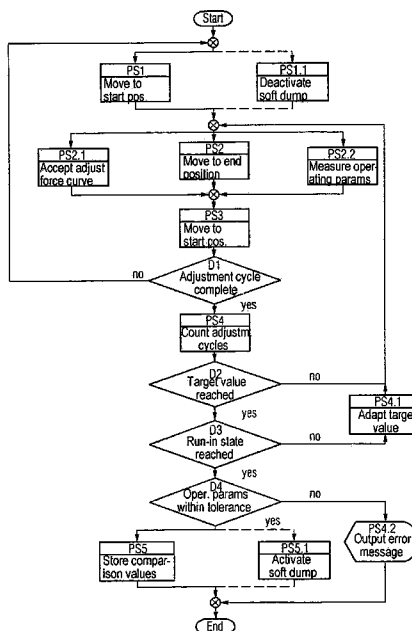 Start
PS1
Move to
start pos.
PS1.1
Deactivate
soft dump
PS2.1
Accept adjust
force curve
PS2
Move to end
position
PS2.2
Measure oper-
ating params
PS3
Move to
start pos.
D1
Adjustment cycle
complete
no
yes
PS4
Count adjustm.
cycles
D2
Target value
reached
no
PS4.1
Adapt target
value
yes
D3
Run-in state
reached
no
yes
D4
Oper. params
within tolerance
no
yes
PS4.2
Output error
message
PS5
Store compar-
ison values
PS5.1
Activate
soft dump
End